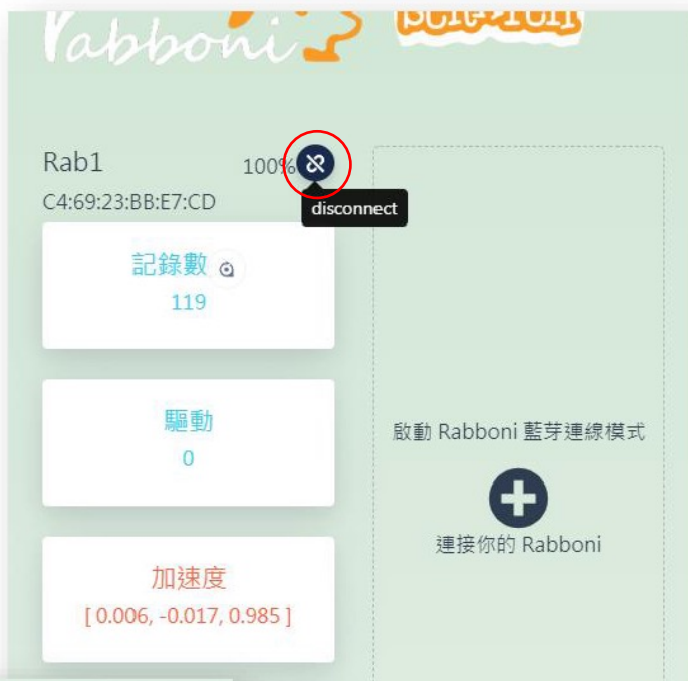 rabboni
Rab1
100%
C4:69:23:BB:E7:CD
disconnect
記錄數
119
驅動
0
加速度
[ 0.006, -0.017, 0.985 ]
啟動 Rabboni 藍芽連線模式
連接你的 Rabboni